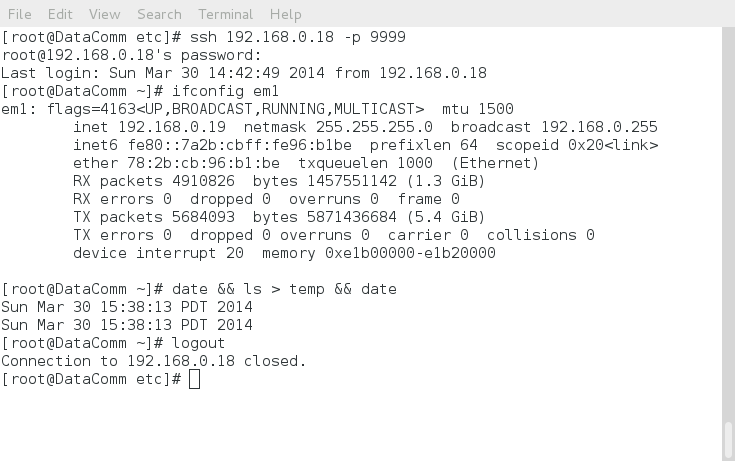 File Edit View Search Terminal Help
[root@DataComm etc]# ssh 192.168.0.18 -p 9999
root@192.168.0.18's password:
Last login: Sun Mar 30 14:42:49 2014 from 192.168.0.18
[root@DataComm ~]# ifconfig em1
em1: flags=4163<UP,BROADCAST,RUNNING,MULTICAST>  mtu 1500
        inet 192.168.0.19  netmask 255.255.255.0  broadcast 192.168.0.255
        inet6 fe80::7a2b:cbff:fe96:b1be  prefixlen 64  scopeid 0x20<link>
        ether 78:2b:cb:96:b1:be  txqueuelen 1000  (Ethernet)
        RX packets 4910826  bytes 1457551142 (1.3 GiB)
        RX errors 0  dropped 0  overruns 0  frame 0
        TX packets 5684093  bytes 5871436684 (5.4 GiB)
        TX errors 0  dropped 0 overruns 0  carrier 0  collisions 0
        device interrupt 20  memory 0xe1b00000-e1b20000
[root@DataComm ~]# date && ls > temp && date
Sun Mar 30 15:38:13 PDT 2014
Sun Mar 30 15:38:13 PDT 2014
[root@DataComm ~]# logout
Connection to 192.168.0.18 closed.
[root@DataComm etc]#